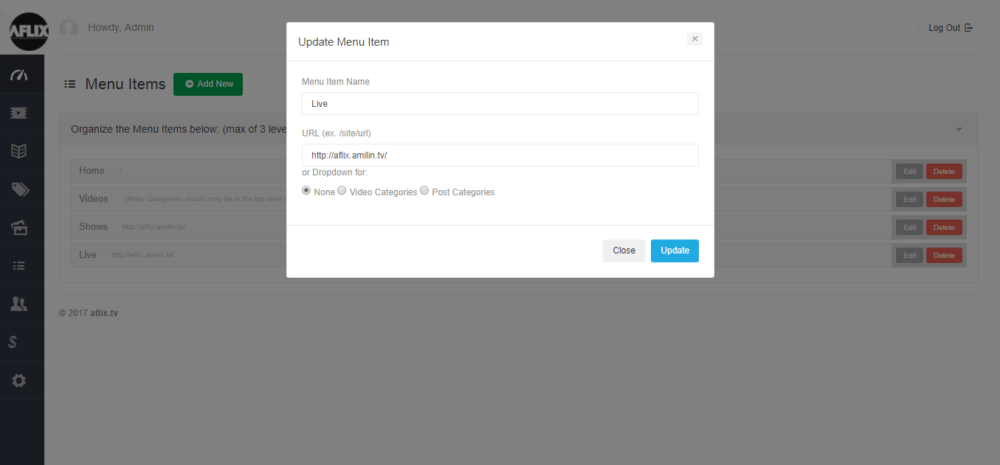 AFLIX
Howdy, Admin
Log Out
Menu Items
Add New
Organize the Menu Items below: (max of 3 leve
Home /
Edit Delete
Videos (Note: Categories should only be in the top level
Edit Delete
Shows http://aflix.amilin.tv/
Edit Delete
Live http://aflix.amilin.tv/
Edit Delete
© 2017 aflix.tv
Update Menu Item
×
Menu Item Name
Live
URL (ex. /site/url)
http://aflix.amilin.tv/
or Dropdown for:
None Video Categories Post Categories
Close Update